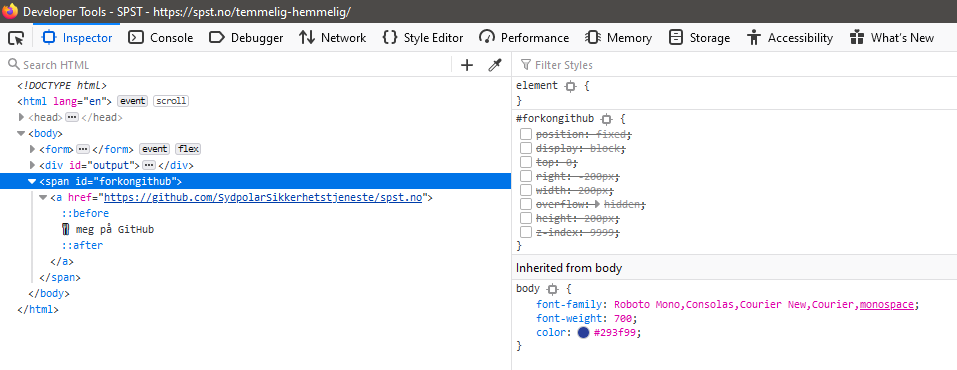 Developer Tools - SPST - https://spst.no/temmelig-hemmelig/
Inspector Console Debugger Network Style Editor Performance Memory Storage Accessibility What's New
Search HTML
Filter Styles
<!DOCTYPE html>
<html lang="en"> event scroll
<head> ··· </head>
<body>
<form> ··· </form> event flex
<div id="output"> ··· </div>
<span id="forkongithub">
<a href="https://github.com/SydpolarSikkerhetstjeneste/spst.no">
::before
meg på GitHub
::after
</a>
</span>
</body>
</html>
element {
}
#forkongithub {
position: fixed;
display: block;
top: 0;
right: -200px;
width: 200px;
overflow: hidden;
height: 200px;
z-index: 9999;
}
Inherited from body
body {
font-family: Roboto Mono,Consolas,Courier New,Courier,monospace;
font-weight: 700;
color: #293f99;
}